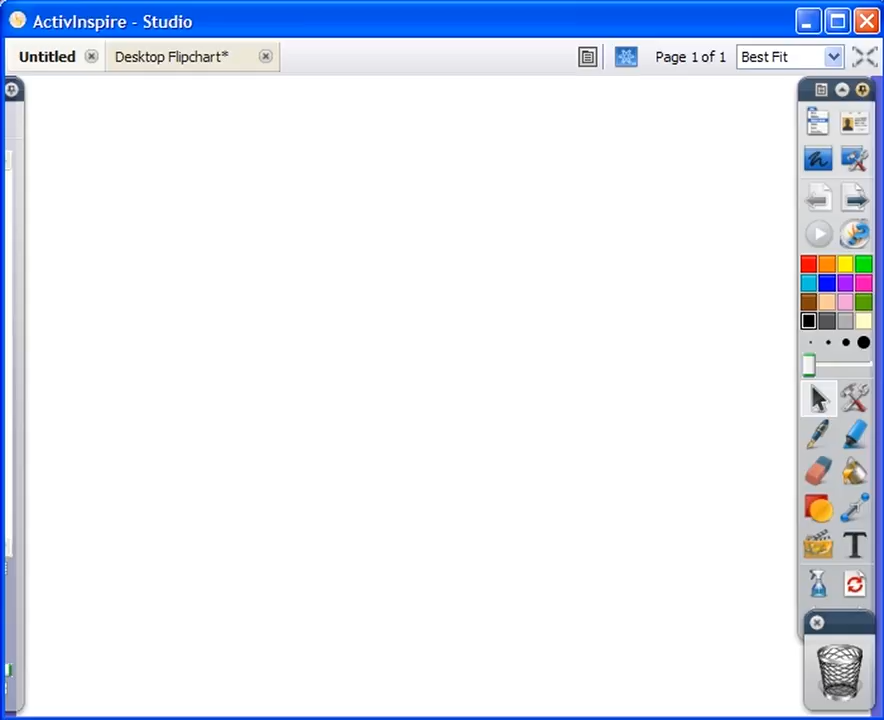 ActivInspire - Studio
Untitled
Desktop Flipchart*
Page 1 of 1
Best Fit
T